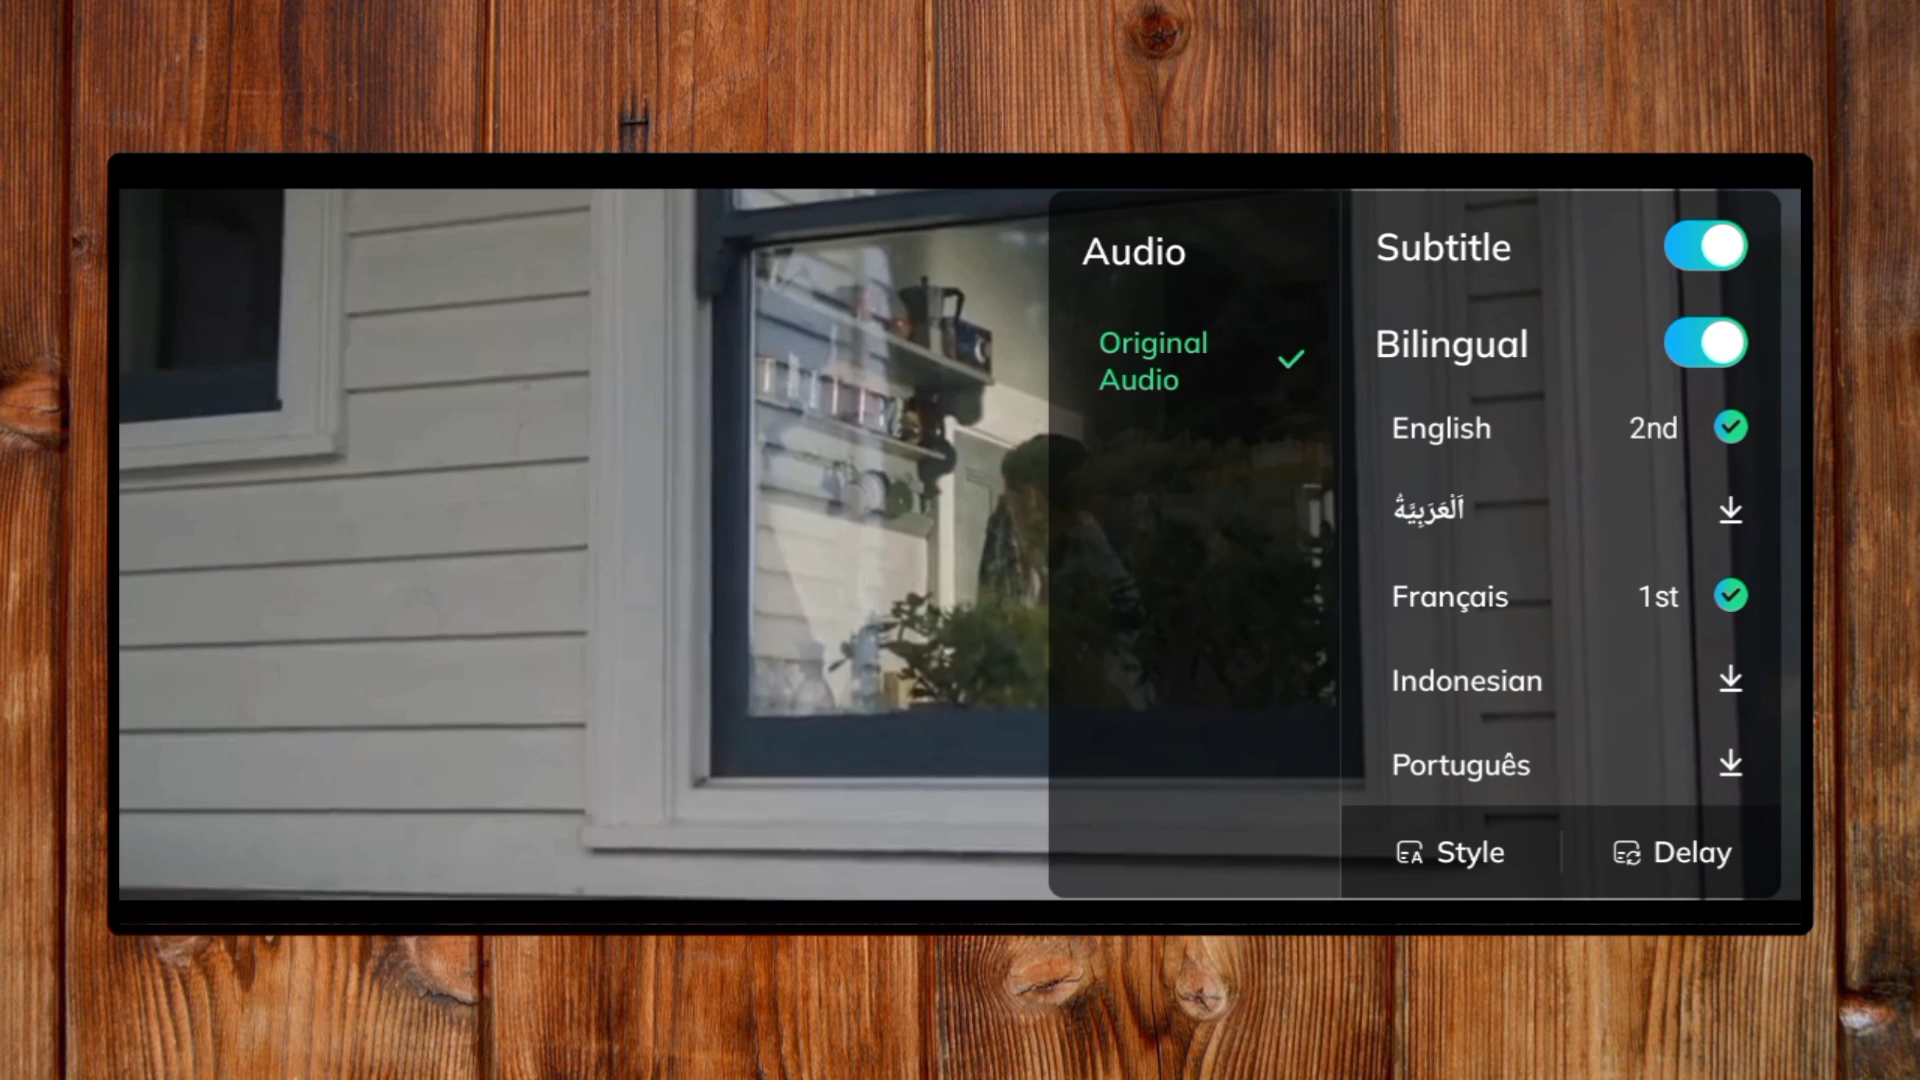 Audio
Original
Audio
Subtitle
Bilingual
English 2nd
اَلْعَرَبِيَّةُ
Français 1st
Indonesian
Português
Style Delay